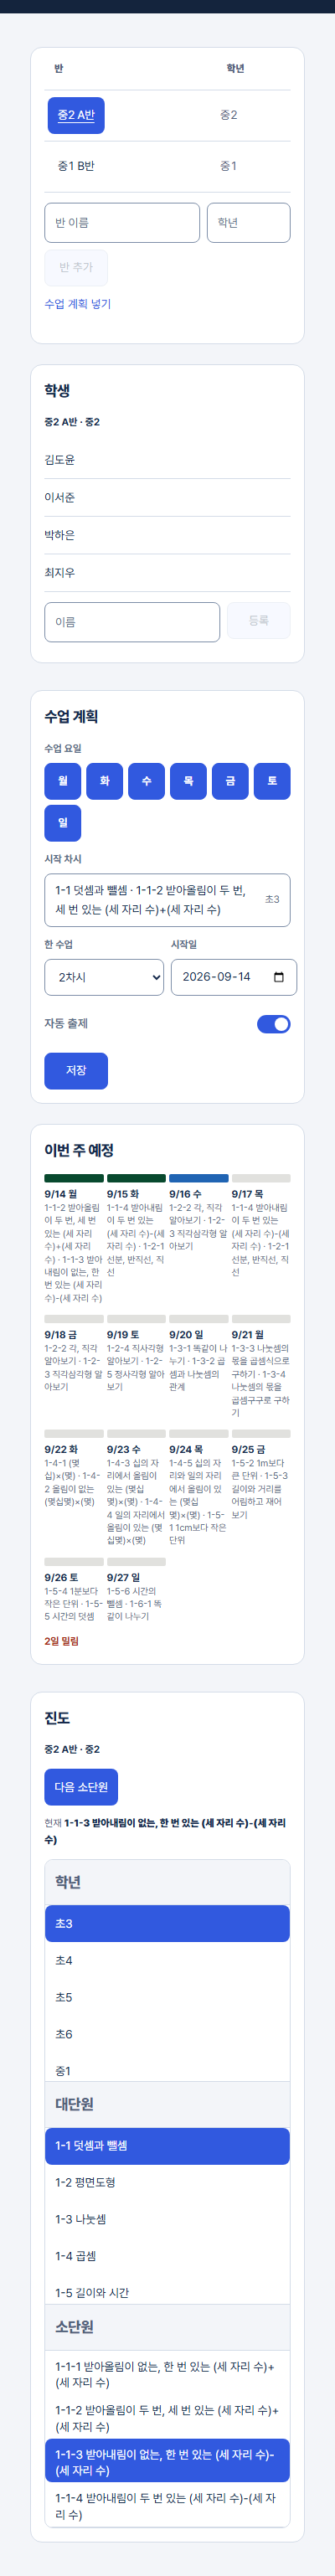 반 학년
중2 A반 중2
중1 B반 중1
반 이름 학년
반 추가
수업 계획 넣기
학생
중2 A반 · 중2
김도윤
이서준
박하은
최지우
이름 등록
수업 계획
수업 요일
월 화 수 목 금 토
일
시작 차시
1-1 덧셈과 뺄셈 · 1-1-2 받아올림이 두 번,
세 번 있는 (세 자리 수)+(세 자리 수)
초3
한 수업 시작일
2차시 2026-09-14
자동 출제
저장
이번 주 예정
9/14 월
1-1-2 받아올림
이 두 번, 세 번
있는 (세 자리
수)+(세 자리
수) · 1-1-3 받아
내림이 없는, 한
번 있는 (세 자리
수)-(세 자리 수)
9/15 화
1-1-4 받아내림
이 두 번 있는
(세 자리 수)-(세
자리 수) · 1-2-1
선분, 반직선, 직
선
9/16 수
1-2-2 각, 직각
알아보기 · 1-2-
3 직각삼각형 알
아보기
9/17 목
1-1-4 받아내림
이 두 번 있는
(세 자리 수)-(세
자리 수) · 1-2-1
선분, 반직선, 직
선
9/18 금
1-2-2 각, 직각
알아보기 · 1-2-
3 직각삼각형 알
아보기
9/19 토
1-2-4 직사각형
알아보기 · 1-2-
5 정사각형 알아
보기
9/20 일
1-3-1 똑같이 나
누기 · 1-3-2 곱
셈과 나눗셈의
관계
9/21 월
1-3-3 나눗셈의
몫을 곱셈식으로
구하기 · 1-3-4
나눗셈의 몫을
곱셈구구로 구하
기
9/22 화
1-4-1 (몇
십)×(몇) · 1-4-
2 올림이 없는
(몇십몇)×(몇)
9/23 수
1-4-3 십의 자
리에서 올림이
있는 (몇십
몇)×(몇) · 1-4-
4 일의 자리에서
올림이 있는 (몇
십몇)×(몇)
9/24 목
1-4-5 십의 자
리와 일의 자리
에서 올림이 있
는 (몇십
몇)×(몇) · 1-5-
1 1cm보다 작은
단위
9/25 금
1-5-2 1m보다
큰 단위 · 1-5-3
길이와 거리를
어림하고 재어
보기
9/26 토
1-5-4 1분보다
작은 단위 · 1-5-
5 시간의 덧셈
9/27 일
1-5-6 시간의
뺄셈 · 1-6-1 똑
같이 나누기
2일 밀림
진도
중2 A반 · 중2
다음 소단원
현재 1-1-3 받아내림이 없는, 한 번 있는 (세 자리 수)-(세 자리
수)
학년
초3
초4
초5
초6
중1
대단원
1-1 덧셈과 뺄셈
1-2 평면도형
1-3 나눗셈
1-4 곱셈
1-5 길이와 시간
소단원
1-1-1 받아올림이 없는, 한 번 있는 (세 자리 수)+
(세 자리 수)
1-1-2 받아올림이 두 번, 세 번 있는 (세 자리 수)+
(세 자리 수)
1-1-3 받아내림이 없는, 한 번 있는 (세 자리 수)-
(세 자리 수)
1-1-4 받아내림이 두 번 있는 (세 자리 수)-(세 자
리 수)